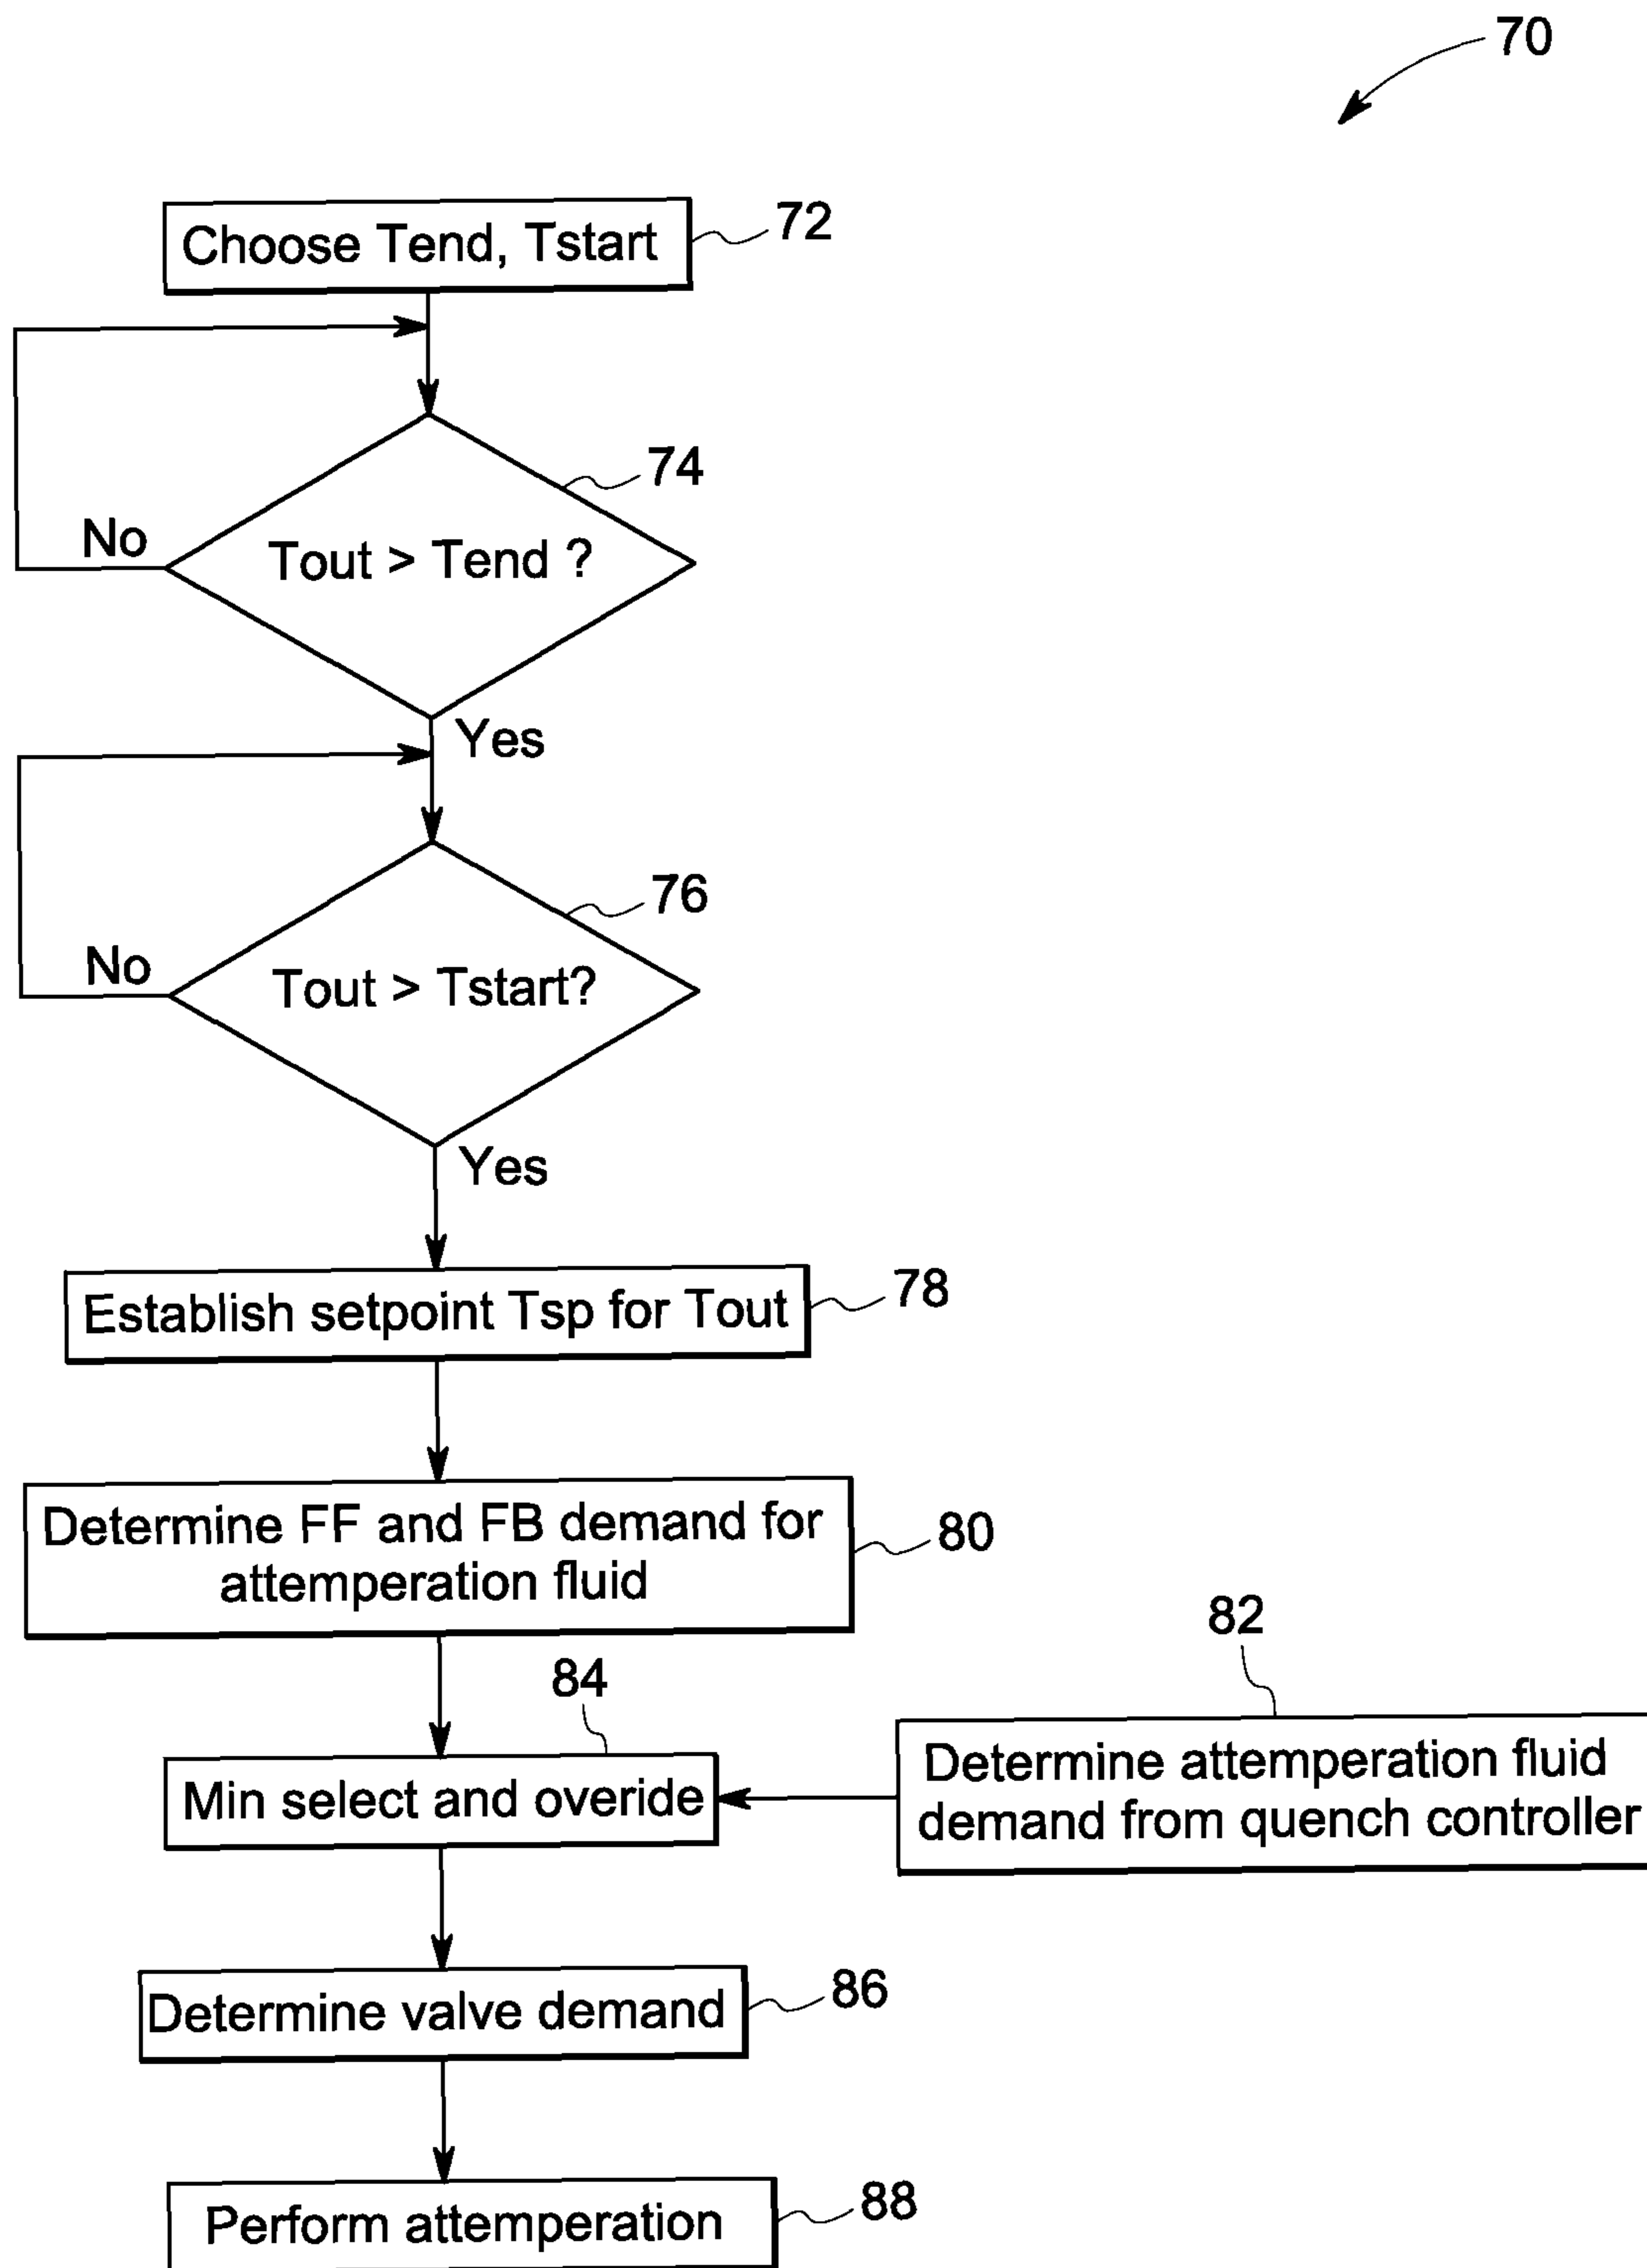 70
Choose Tend, Tstart
72
74
No
Tout > Tend ?
Yes
76
No
Tout > Tstart?
Yes
Establish setpoint Tsp for Tout
78
Determine FF and FB demand for
attemperation fluid
80
82
84
Min select and overide
Determine attemperation fluid
demand from quench controller
Determine valve demand
86
Perform attemperation
88